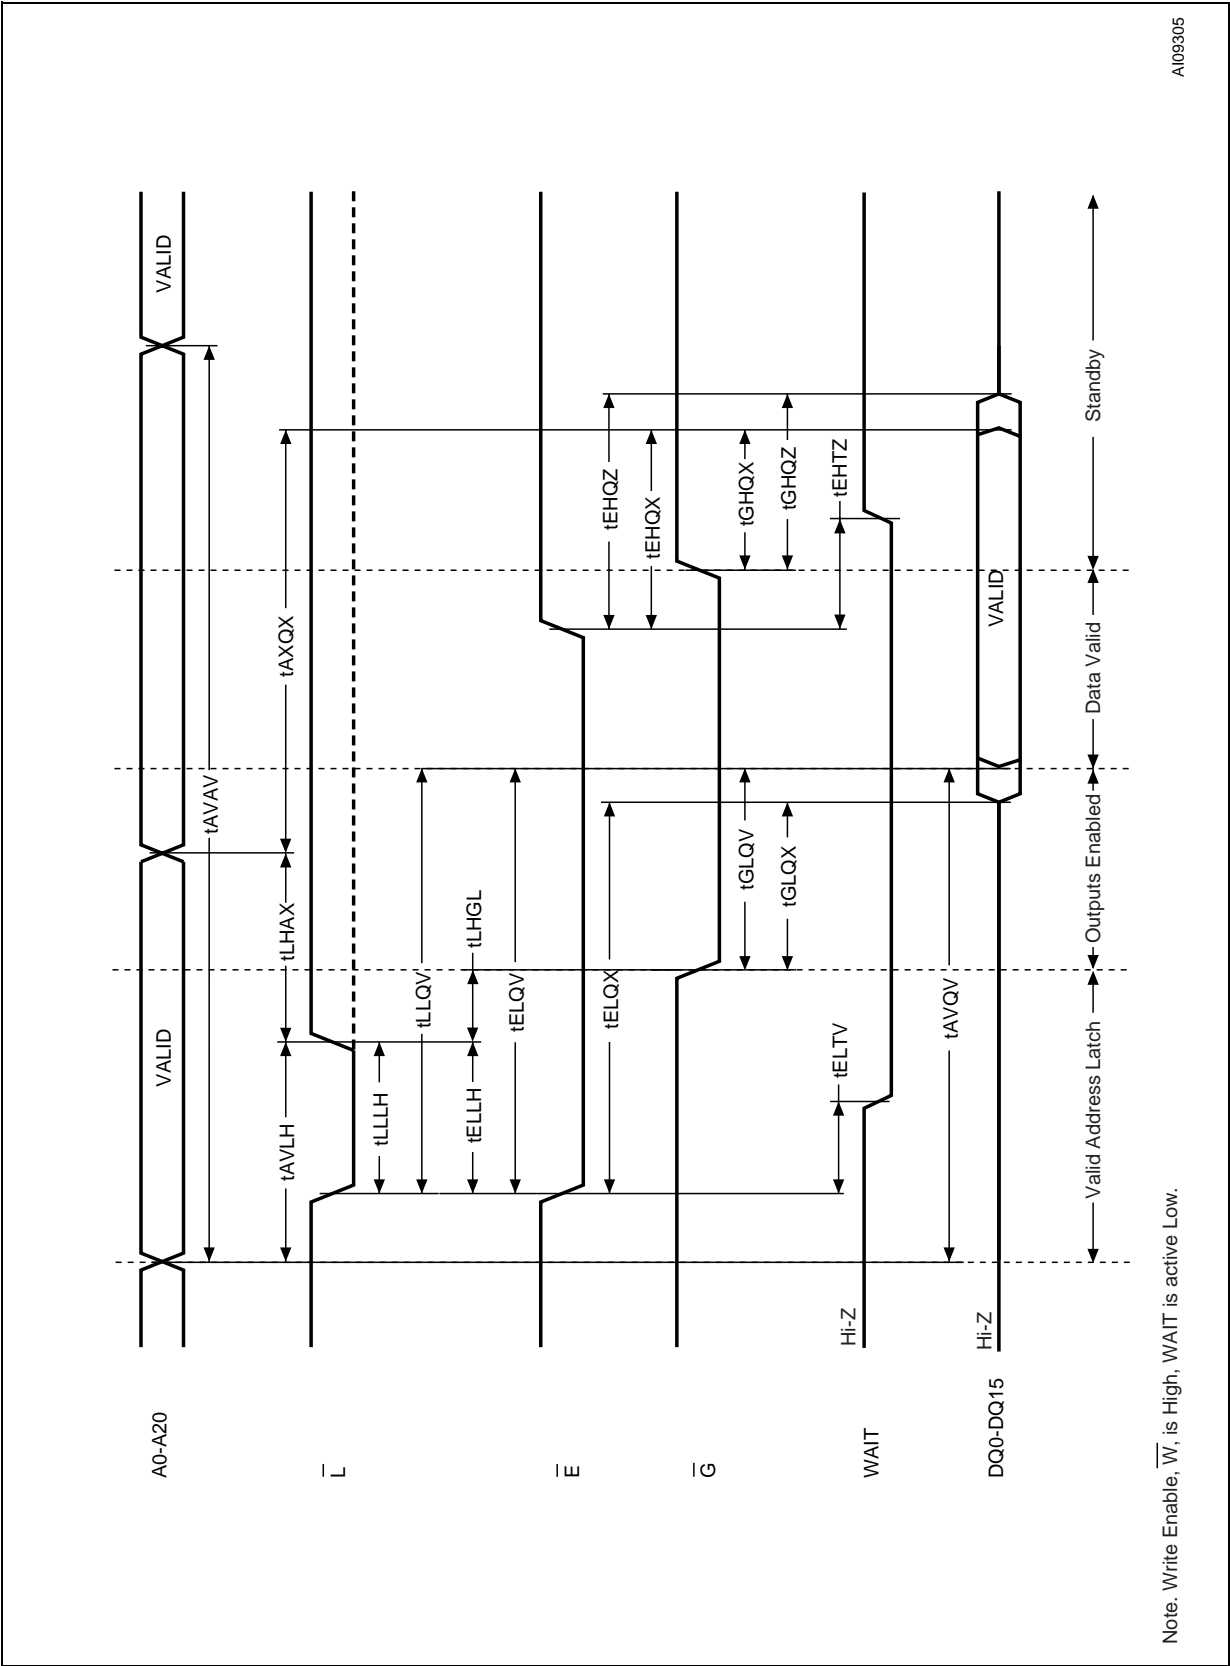 A0-A20
VALID
VALID
tAVAV
L
tAVLH
tLHAX
tAXQX
tLLLH
tLLQV
tELLH
tLHGL
E
tELQV
tELQX
tEHQZ
tEHQX
G
tGLQV
tGHQX
tGLQX
tGHQZ
WAIT
Hi-Z
tELTV
tEHTZ
tAVQV
DQ0-DQ15
Hi-Z
VALID
Valid Address Latch
Outputs Enabled
Data Valid
Standby
Note. Write Enable, W, is High, WAIT is active Low.
AI09305